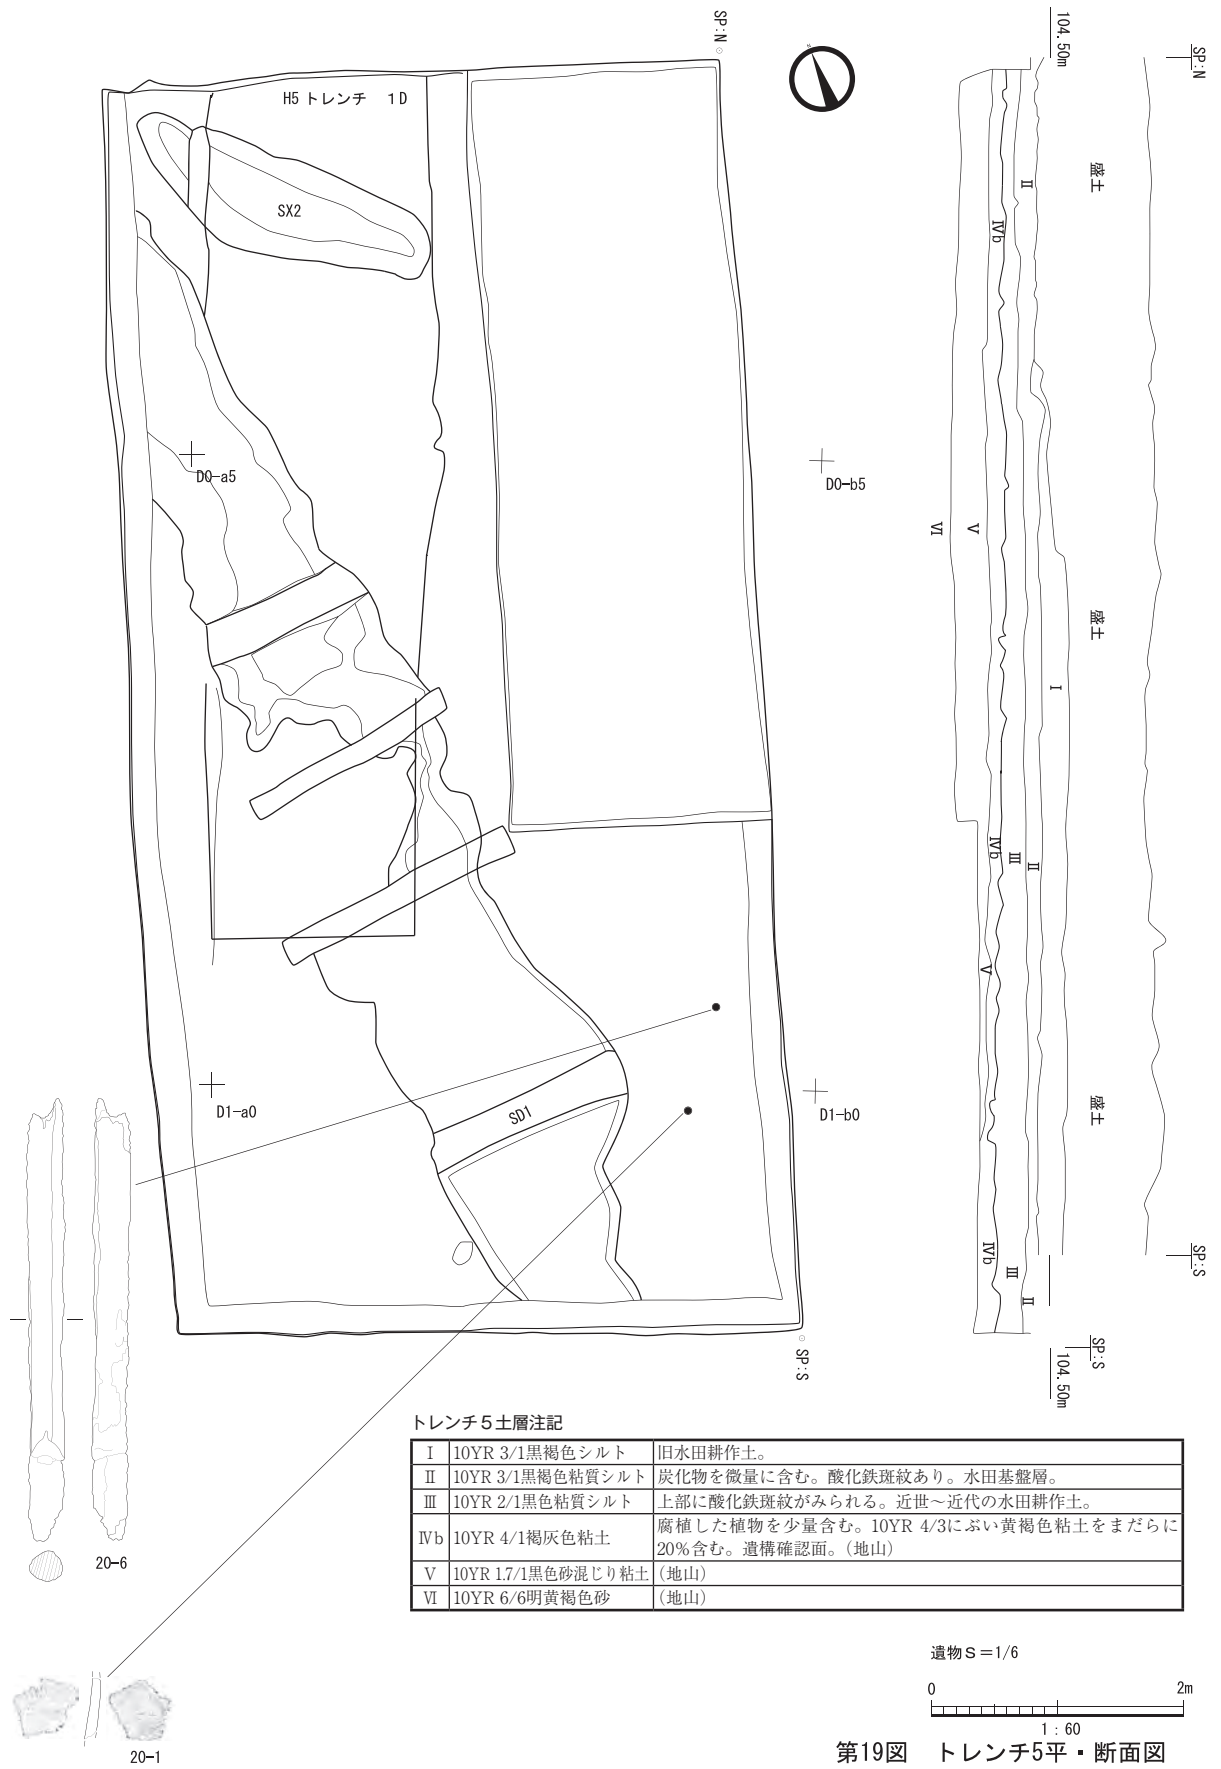 SP:N
104.50m
SP:N
H5 トレンチ 1D
SX2
盛土
Ⅱ
Ⅳb
D0-a5
D0-b5
Ⅵ
Ⅴ
盛土
Ⅰ
Ⅳb
Ⅲ
Ⅱ
Ⅴ
D1-a0
SD1
D1-b0
盛土
Ⅳb
Ⅲ
Ⅱ
SP:S
SP:S
SP:S
104.50m
20-6
トレンチ5土層注記
Ⅰ 10YR 3/1黒褐色シルト 旧水田耕作土。
Ⅱ 10YR 3/1黒褐色粘質シルト 炭化物を微量に含む。酸化鉄斑紋あり。水田基盤層。
Ⅲ 10YR 2/1黒色粘質シルト 上部に酸化鉄斑紋がみられる。近世～近代の水田耕作土。
Ⅳb 10YR 4/1褐灰色粘土 腐植した植物を少量含む。10YR 4/3にぶい黄褐色粘土をまだらに
20%含む。遺構確認面。（地山）
Ⅴ 10YR 1.7/1黒色砂混じり粘土 （地山）
Ⅵ 10YR 6/6明黄褐色砂 （地山）
遺物S＝1/6
0 2m
1：60
20-1
第19図 トレンチ5平・断面図